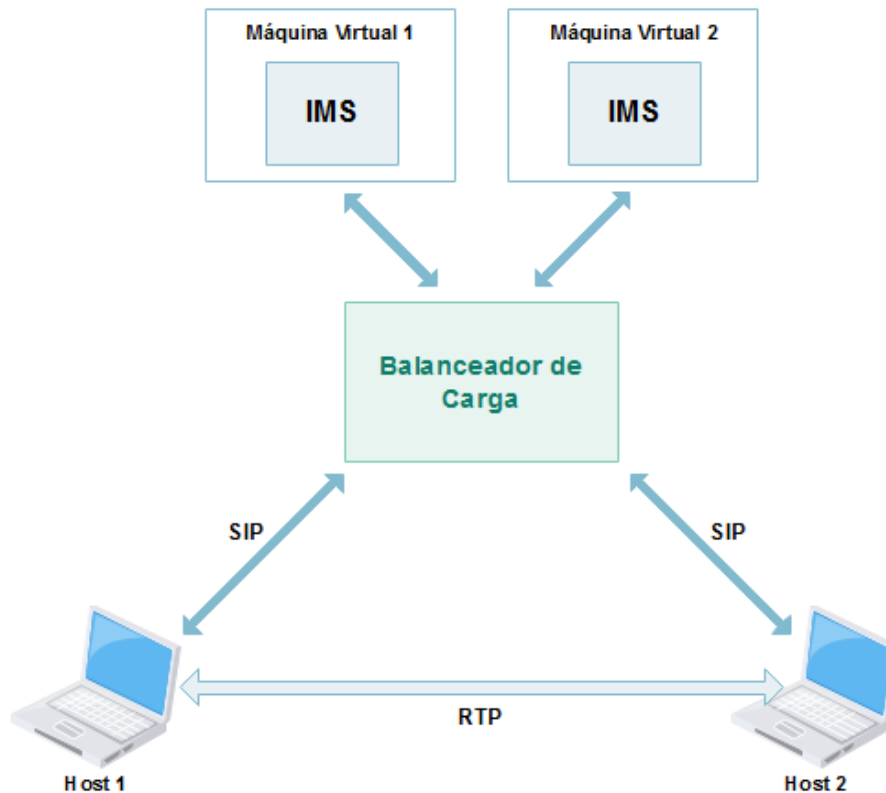 Máquina Virtual 1
Máquina Virtual 2
IMS
IMS
Balanceador de
Carga
SIP
SIP
RTP
Host 1
Host 2